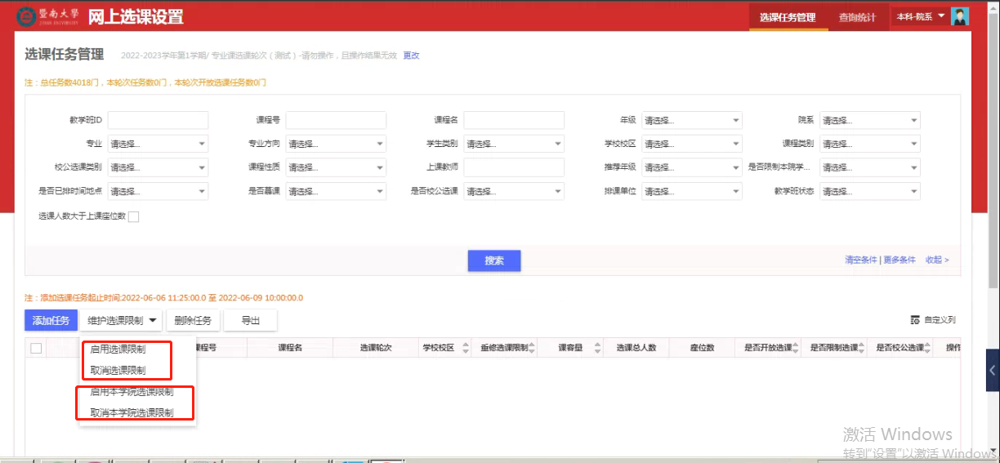 暨南大學
JINAN UNIVERSITY
网上选课设置
选课任务管理
查询统计
本科-院系
选课任务管理
2022-2023学年第1学期/ 专业课选课轮次（测试）-请勿操作，且操作结果无效 更改
注：总任务数4018门，本轮次任务数0门，本轮次开放选课任务数0门
教学班ID 课程号 课程名 年级 请选择... 院系 请选择...
专业 请选择... 专业方向 请选择... 学生类别 请选择... 学校校区 请选择... 课程类别 请选择...
校公选课类别 请选择... 课程性质 请选择... 上课教师 推荐年级 请选择... 是否限制本院学... 请选择...
是否已排时间地点 请选择... 是否慕课 请选择... 是否校公选课 请选择... 排课单位 请选择... 教学班状态 请选择...
选课人数大于上课座位数
搜索
清空条件 | 更多条件 收起 >
注：添加选课任务起止时间:2022-06-06 11:25:00.0 至 2022-06-09 10:00:00.0
添加任务 维护选课限制 删除任务 导出 自定义列
程号 课程名 选课轮次 学校校区 重修选课限制 课容量 选课总人数 座位数 是否开放选课 是否限制选课 是否校公选课 操作
启用选课限制
取消选课限制
启用本学院选课限制
取消本学院选课限制
激活 Windows
转到"设置"以激活 Windows